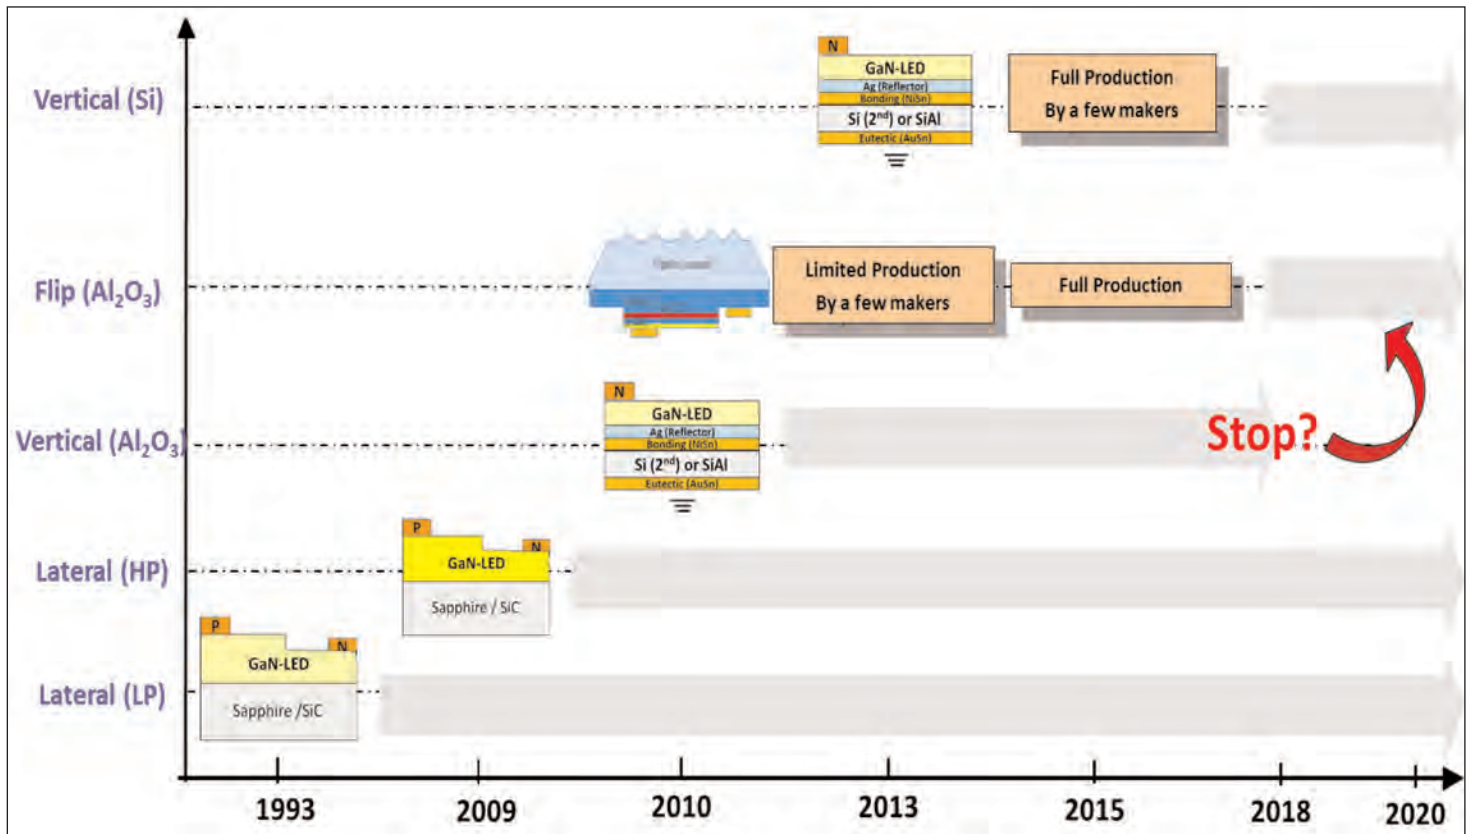 Vertical (Si)
N
GaN-LED
Ag (Reflector)
Bonding (NiSn)
Si (2nd) or SiAl
Eutectic (AuSn)
Full Production
By a few makers
Flip (Al2O3)
Limited Production
By a few makers
Full Production
Vertical (Al2O3)
N
GaN-LED
Ag (Reflector)
Bonding (NiSn)
Si (2nd) or SiAl
Eutectic (AuSn)
Stop?
Lateral (HP)
P
N
GaN-LED
Sapphire / SiC
Lateral (LP)
P
N
GaN-LED
Sapphire /SiC
1993
2009
2010
2013
2015
2018
2020